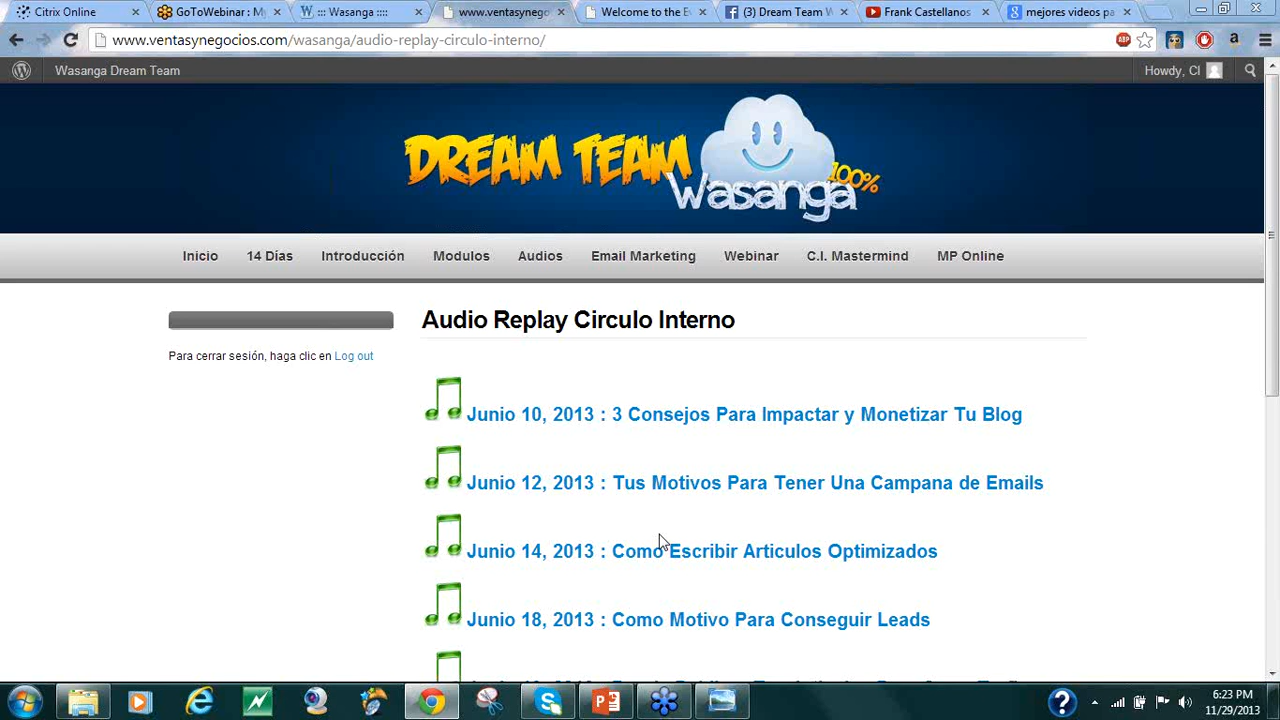 Citrix Online
GoToWebinar : My
::: Wasanga ::::
www.ventasynego
Welcome to the E
(3) Dream Team W
Frank Castellanos
mejores videos pa
www.ventasynegocios.com/wasanga/audio-replay-circulo-interno/
ABP
Wasanga Dream Team
Howdy, CI
DREAM TEAM
Wasanga
100%
Inicio
14 Días
Introducción
Modulos
Audios
Email Marketing
Webinar
C.I. Mastermind
MP Online
Audio Replay Circulo Interno
Para cerrar sesión, haga clic en Log out
Junio 10, 2013 : 3 Consejos Para Impactar y Monetizar Tu Blog
Junio 12, 2013 : Tus Motivos Para Tener Una Campana de Emails
Junio 14, 2013 : Como Escribir Articulos Optimizados
Junio 18, 2013 : Como Motivo Para Conseguir Leads
6:23 PM
11/29/2013